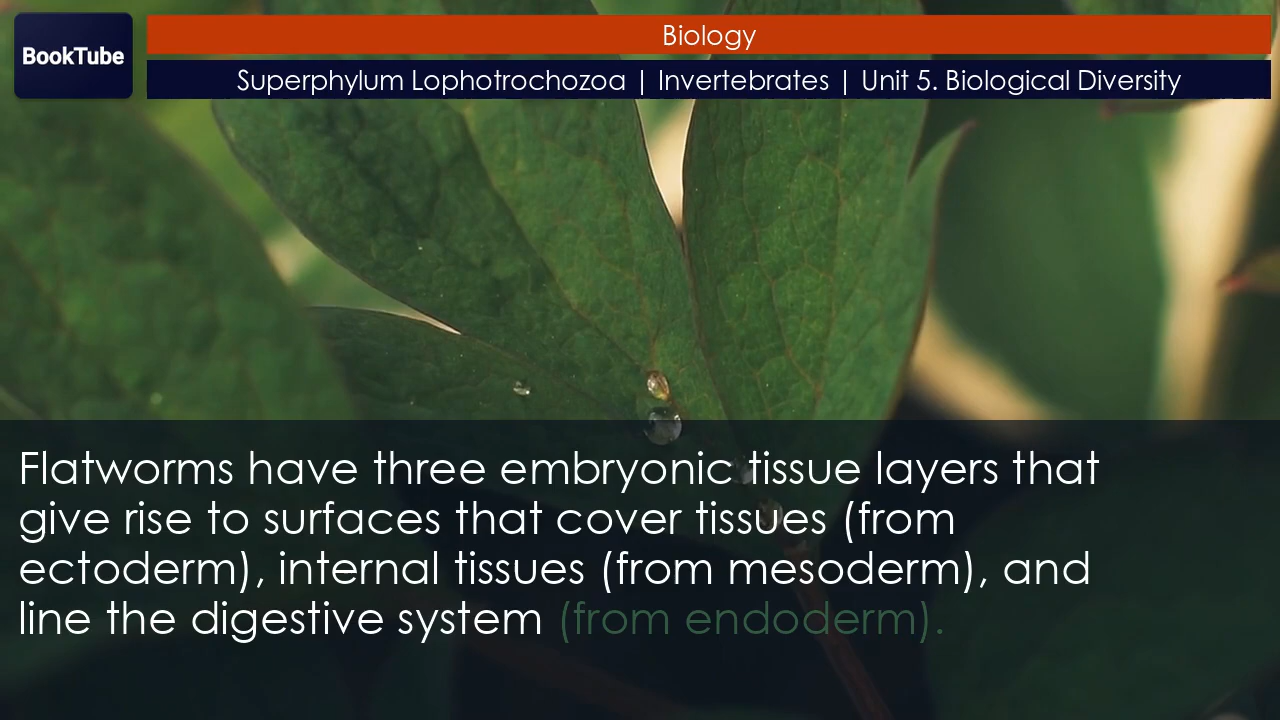 BookTube
Biology
Superphylum Lophotrochozoa | Invertebrates | Unit 5. Biological Diversity
Flatworms have three embryonic tissue layers that
give rise to surfaces that cover tissues (from
ectoderm), internal tissues (from mesoderm), and
line the digestive system (from endoderm).